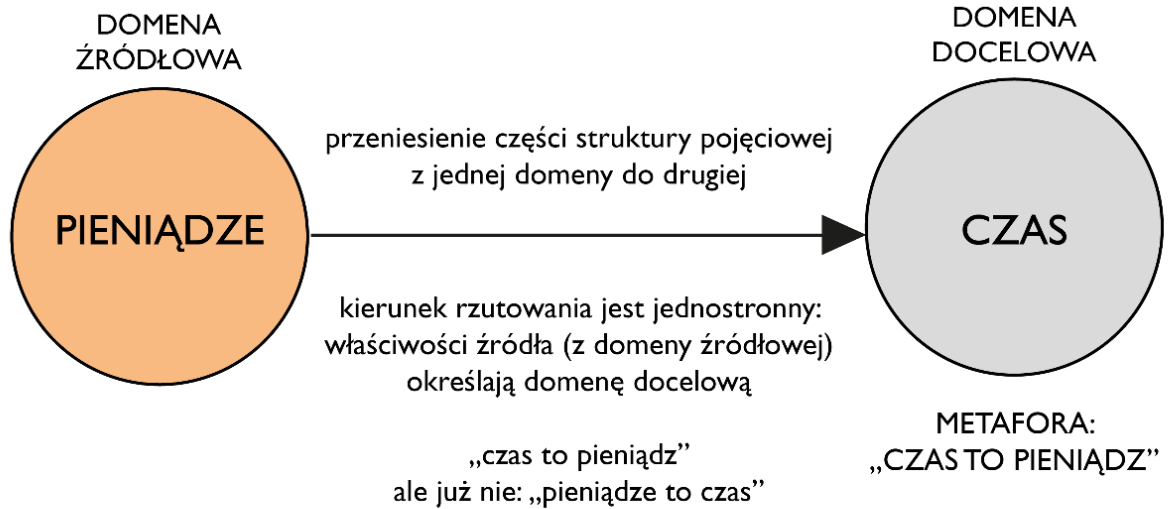 DOMENA
ŹRÓDŁOWA
DOMENA
DOCELOWA
PIENIĄDZE
przeniesienie części struktury pojęciowej
z jednej domeny do drugiej
CZAS
kierunek rzutowania jest jednostronny:
właściwości źródła (z domeny źródłowej)
określają domenę docelową
„czas to pieniądz”
ale już nie: „pieniądze to czas”
METAFORA:
„CZAS TO PIENIĄDZ”